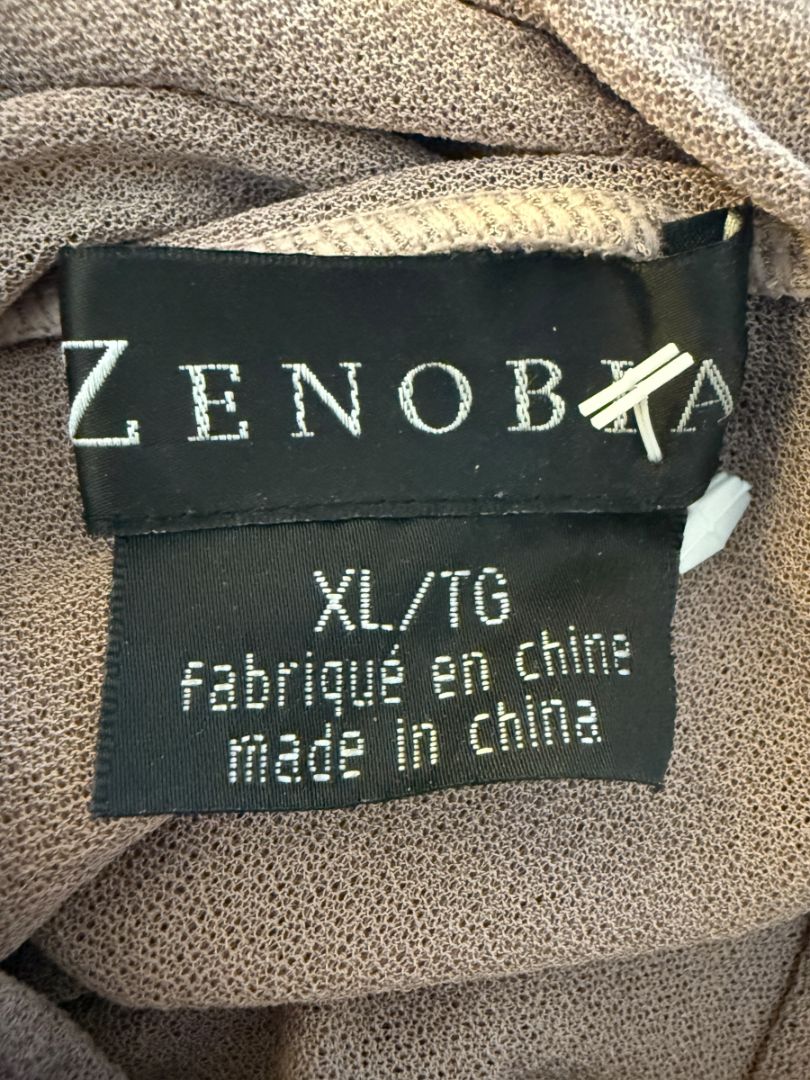 ZENOBIA
XL/TG
Fabriqué en chine
made in china